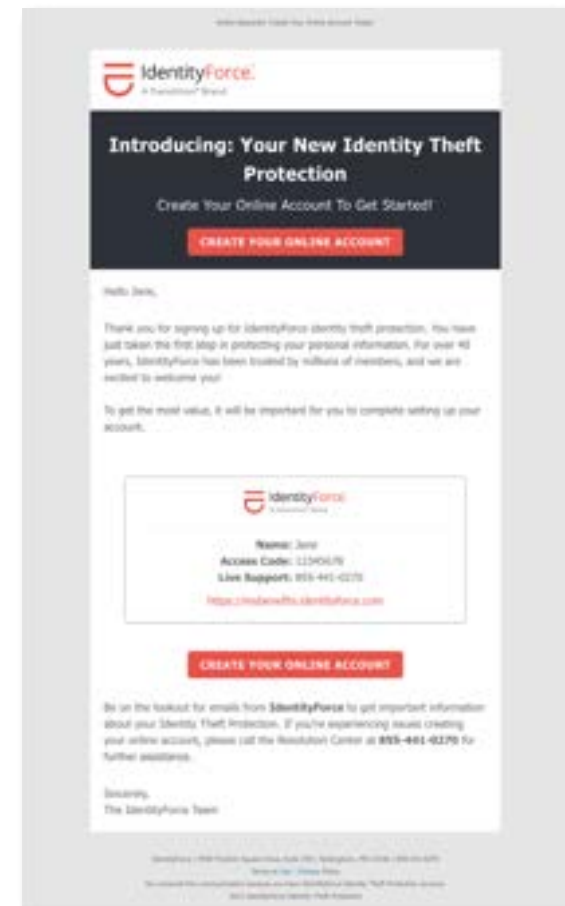 IdentityForce
A TransUnion Brand
Introducing: Your New Identity Theft
Protection
Create Your Online Account To Get Started!
CREATE YOUR ONLINE ACCOUNT
Hello Jane,
Thank you for signing up for IdentityForce identity theft protection. You have
just taken the first step in protecting your personal information. For over 40
years, IdentityForce has been trusted by millions of members, and we are
excited to welcome you!
To get the most value, it will be important for you to complete setting up your
account.
IdentityForce
Name: Jane
Access Code: 12345678
Live Support: 855-441-0270
CREATE YOUR ONLINE ACCOUNT
Be on the lookout for emails from IdentityForce to get important information
about your Identity Theft Protection. If you're experiencing issues creating
your online account, please call the Resolution Center at 855-441-0270 for
further assistance.
Sincerely,
The IdentityForce Team